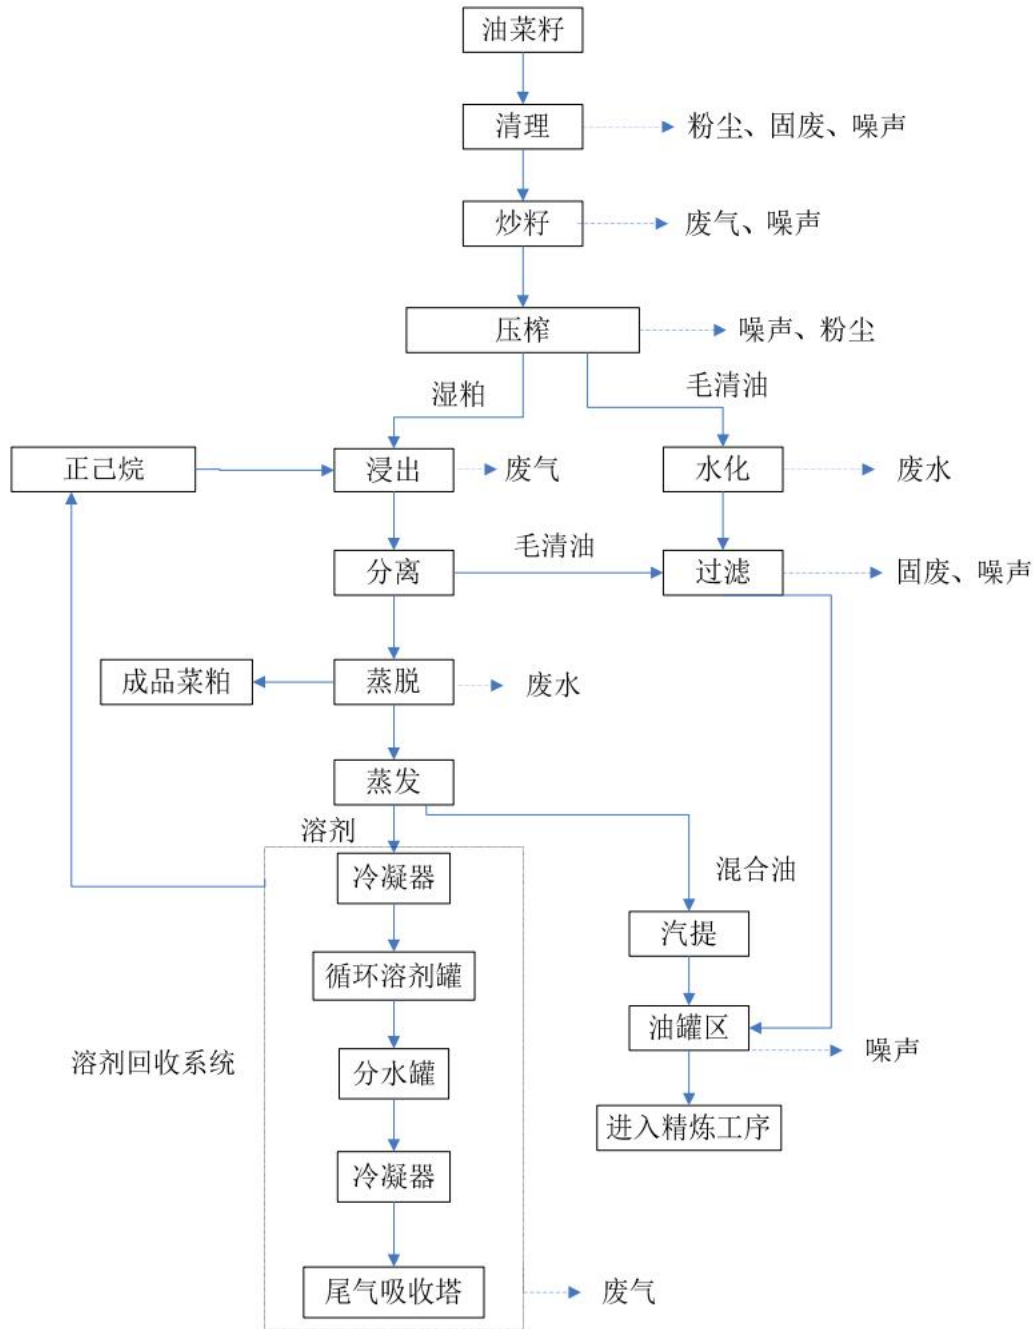 油菜籽
清理
粉尘、固废、噪声
炒籽
废气、噪声
压榨
噪声、粉尘
湿粕
毛清油
正己烷
浸出
废气
水化
废水
分离
毛清油
过滤
固废、噪声
成品菜粕
蒸脱
废水
蒸发
溶剂
冷凝器
混合油
汽提
循环溶剂罐
油罐区
噪声
溶剂回收系统
分水罐
进入精炼工序
冷凝器
尾气吸收塔
废气